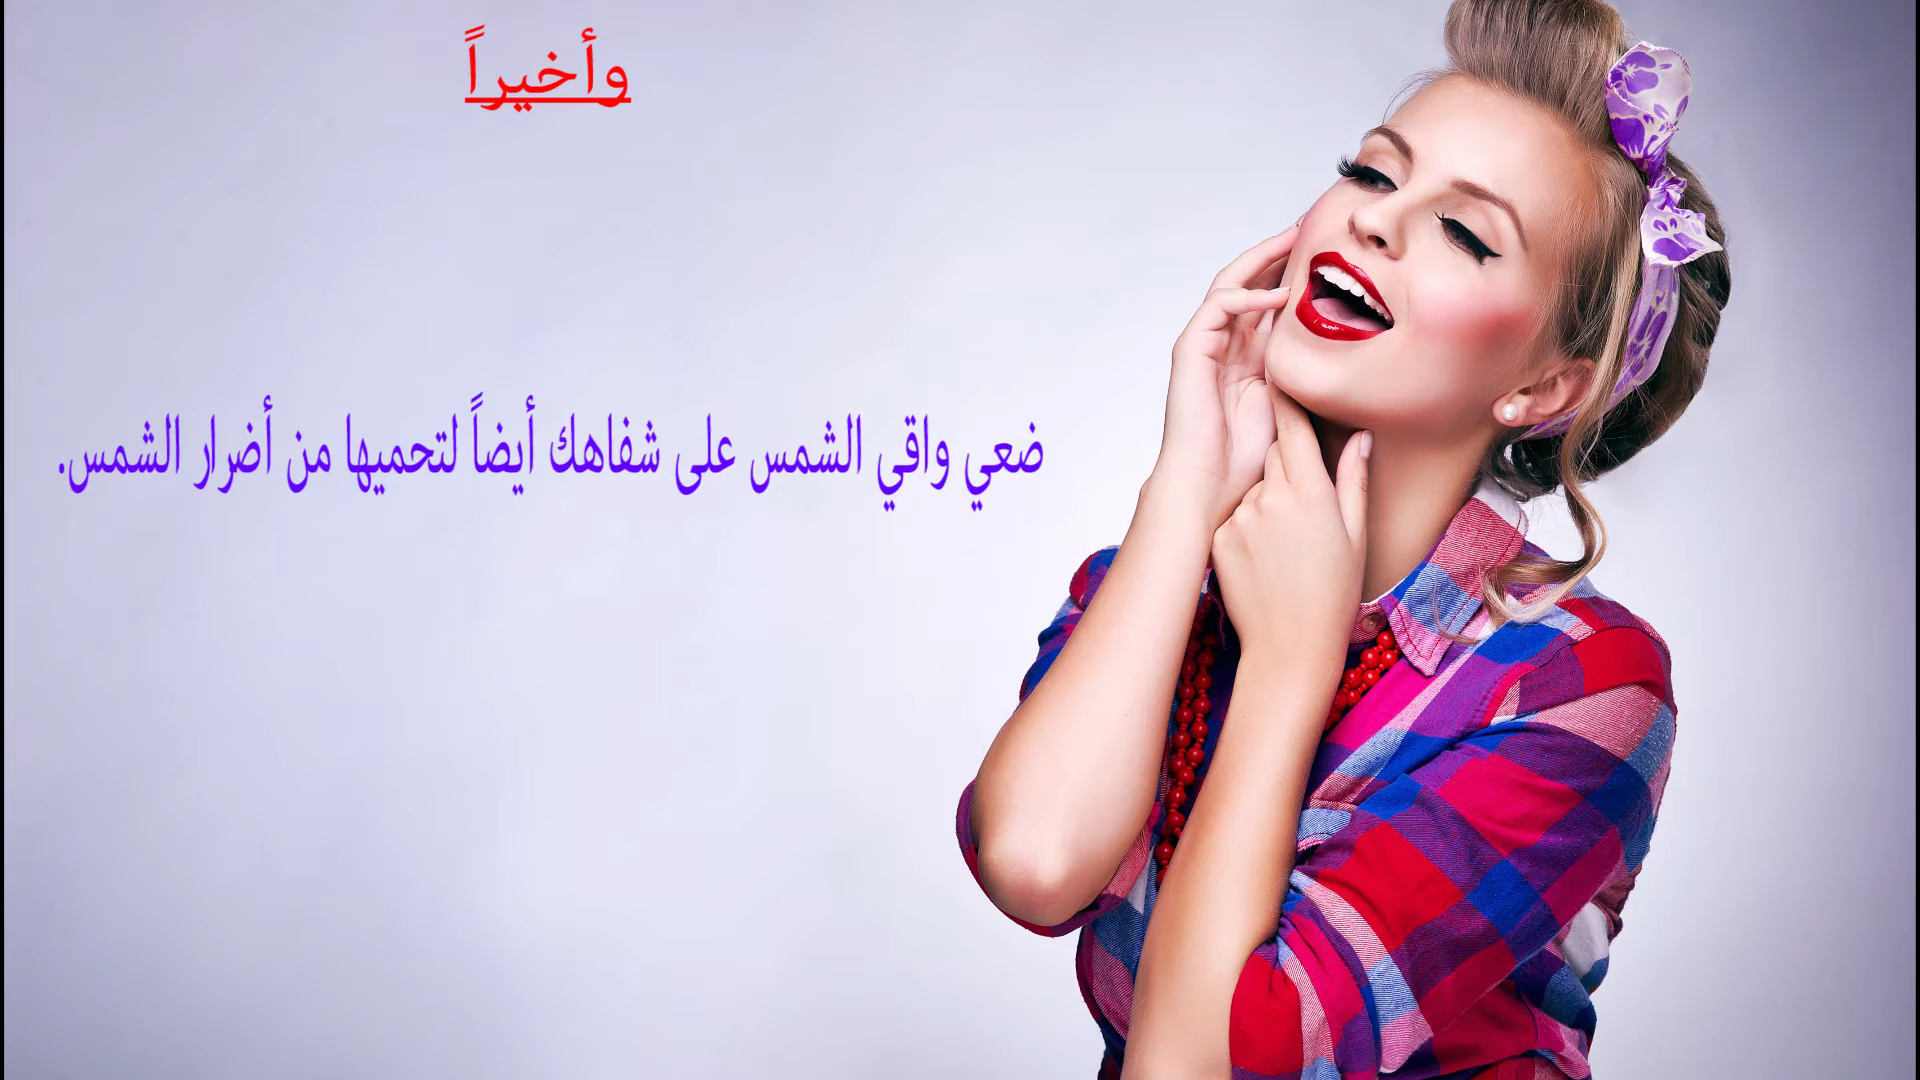 وأخيراً
ضعي واقي الشمس على شفاهك أيضاً لتحميها من أضرار الشمس.